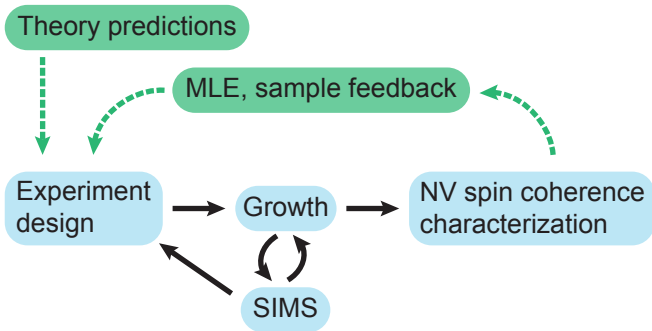 Theory predictions
MLE, sample feedback
Experiment
design
Growth
NV spin coherence
characterization
SIMS